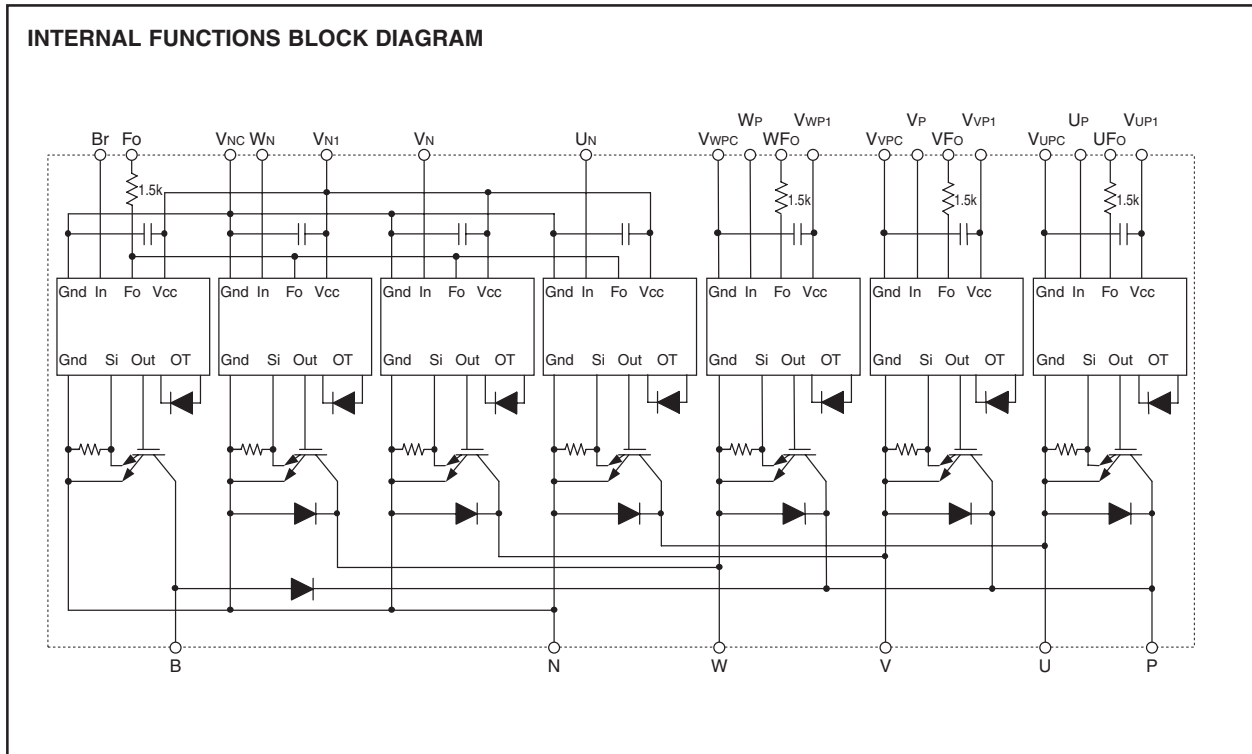 INTERNAL FUNCTIONS BLOCK DIAGRAM
WP VWP1 VP VVP1 UP VUP1
Br FO VNC WN VN1 VN UN VWPC WFO VVPC VFO VUPC UFO
1.5k 1.5k 1.5k 1.5k
Gnd In Fo Vcc Gnd In Fo Vcc Gnd In Fo Vcc Gnd In Fo Vcc Gnd In Fo Vcc Gnd In Fo Vcc Gnd In Fo Vcc
Gnd Si Out OT Gnd Si Out OT Gnd Si Out OT Gnd Si Out OT Gnd Si Out OT Gnd Si Out OT Gnd Si Out OT
B N W V U P